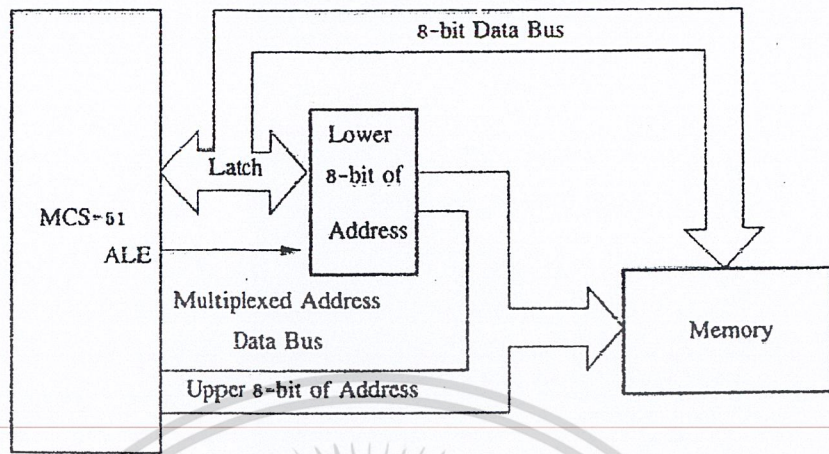 8-bit Data Bus
Lower
8-bit of
Address
Latch
MCS-51
ALE
Multiplexed Address
Data Bus
Upper 8-bit of Address
Memory